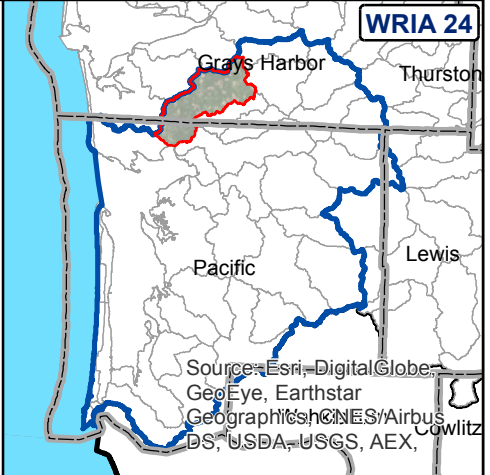 WRIA 24
Grays Harbor
Thurston
Pacific
Lewis
Source: Esri, DigitalGlobe,
GeoEye, Earthstar
Geographics, CNES/Airbus
DS, USDA, USGS, AEX,
Cowlitz